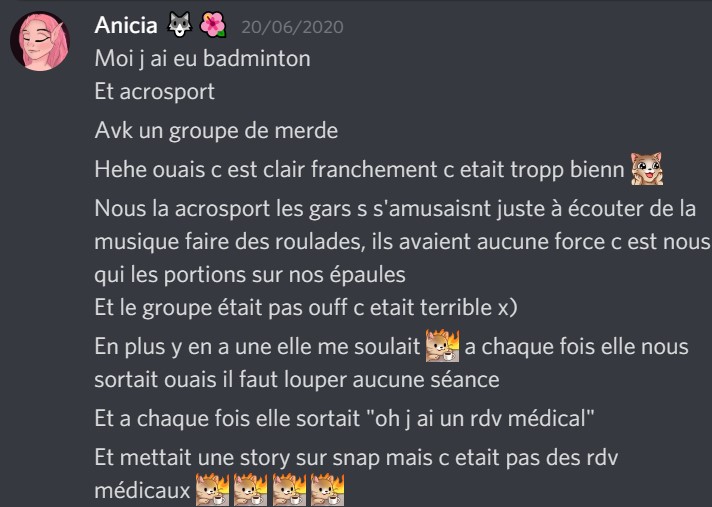 Anicia 🐺 🌺 20/06/2020
Moi j ai eu badminton
Et acrosport
Avk un groupe de merde
Hehe ouais c est clair franchement c etait tropp bienn
Nous la acrosport les gars s s'amusaisnt juste à écouter de la
musique faire des roulades, ils avaient aucune force c est nous
qui les portions sur nos épaules
Et le groupe était pas ouff c etait terrible x)
En plus y en a une elle me soulait a chaque fois elle nous
sortait ouais il faut louper aucune séance
Et a chaque fois elle sortait "oh j ai un rdv médical"
Et mettait une story sur snap mais c etait pas des rdv
médicaux